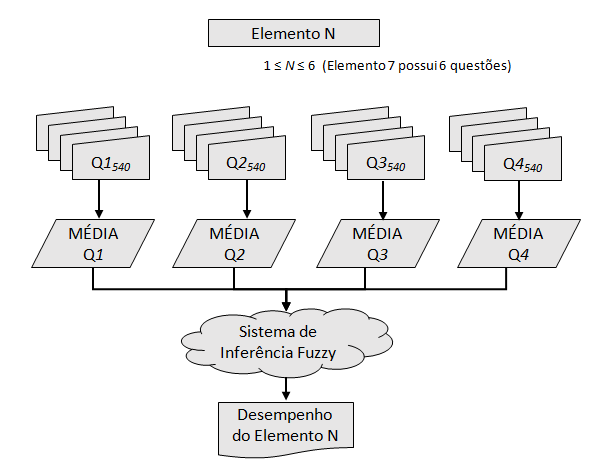 Elemento N
1 ≤ N ≤ 6 (Elemento 7 possui 6 questões)
Q1540 Q2540 Q3540 Q4540
MÉDIA Q1 MÉDIA Q2 MÉDIA Q3 MÉDIA Q4
Sistema de
Inferência Fuzzy
Desempenho
do Elemento N